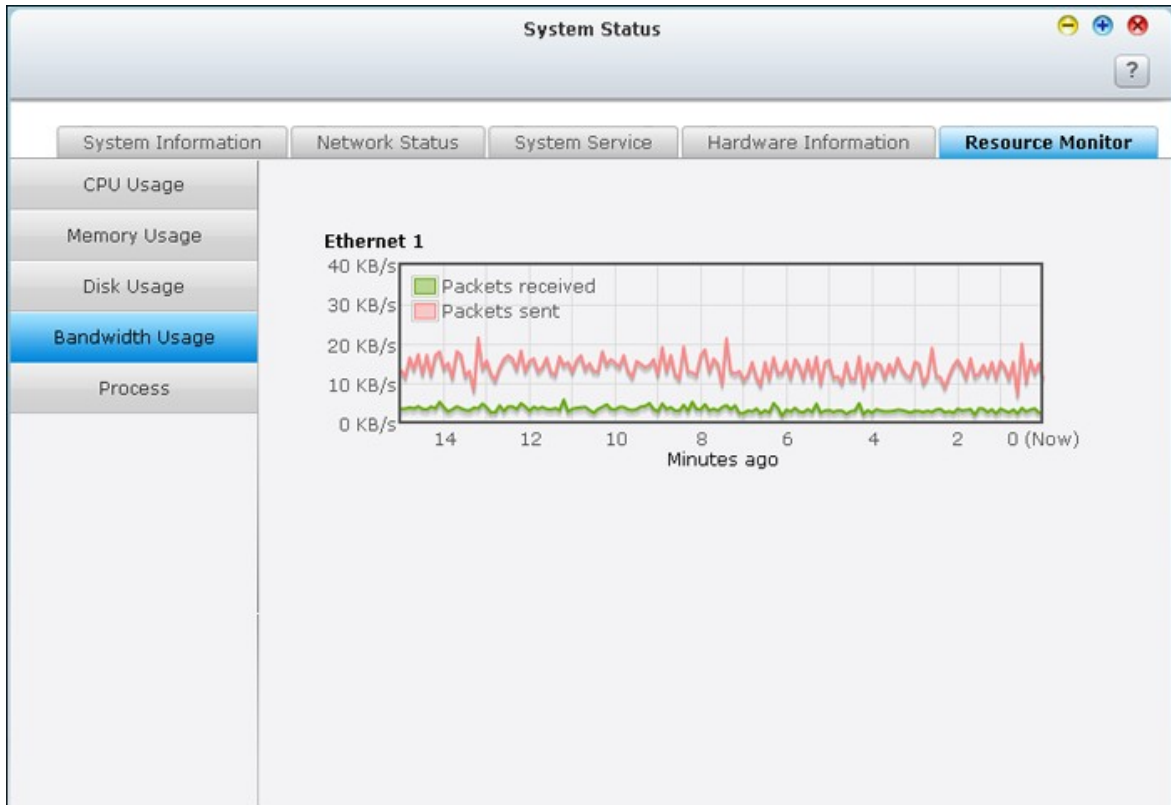 System Status
?
System Information
Network Status
System Service
Hardware Information
Resource Monitor
CPU Usage
Memory Usage
Disk Usage
Bandwidth Usage
Process
Ethernet 1
40 KB/s
30 KB/s
20 KB/s
10 KB/s
0 KB/s
Packets received
Packets sent
14 12 10 8 6 4 2 0 (Now)
Minutes ago